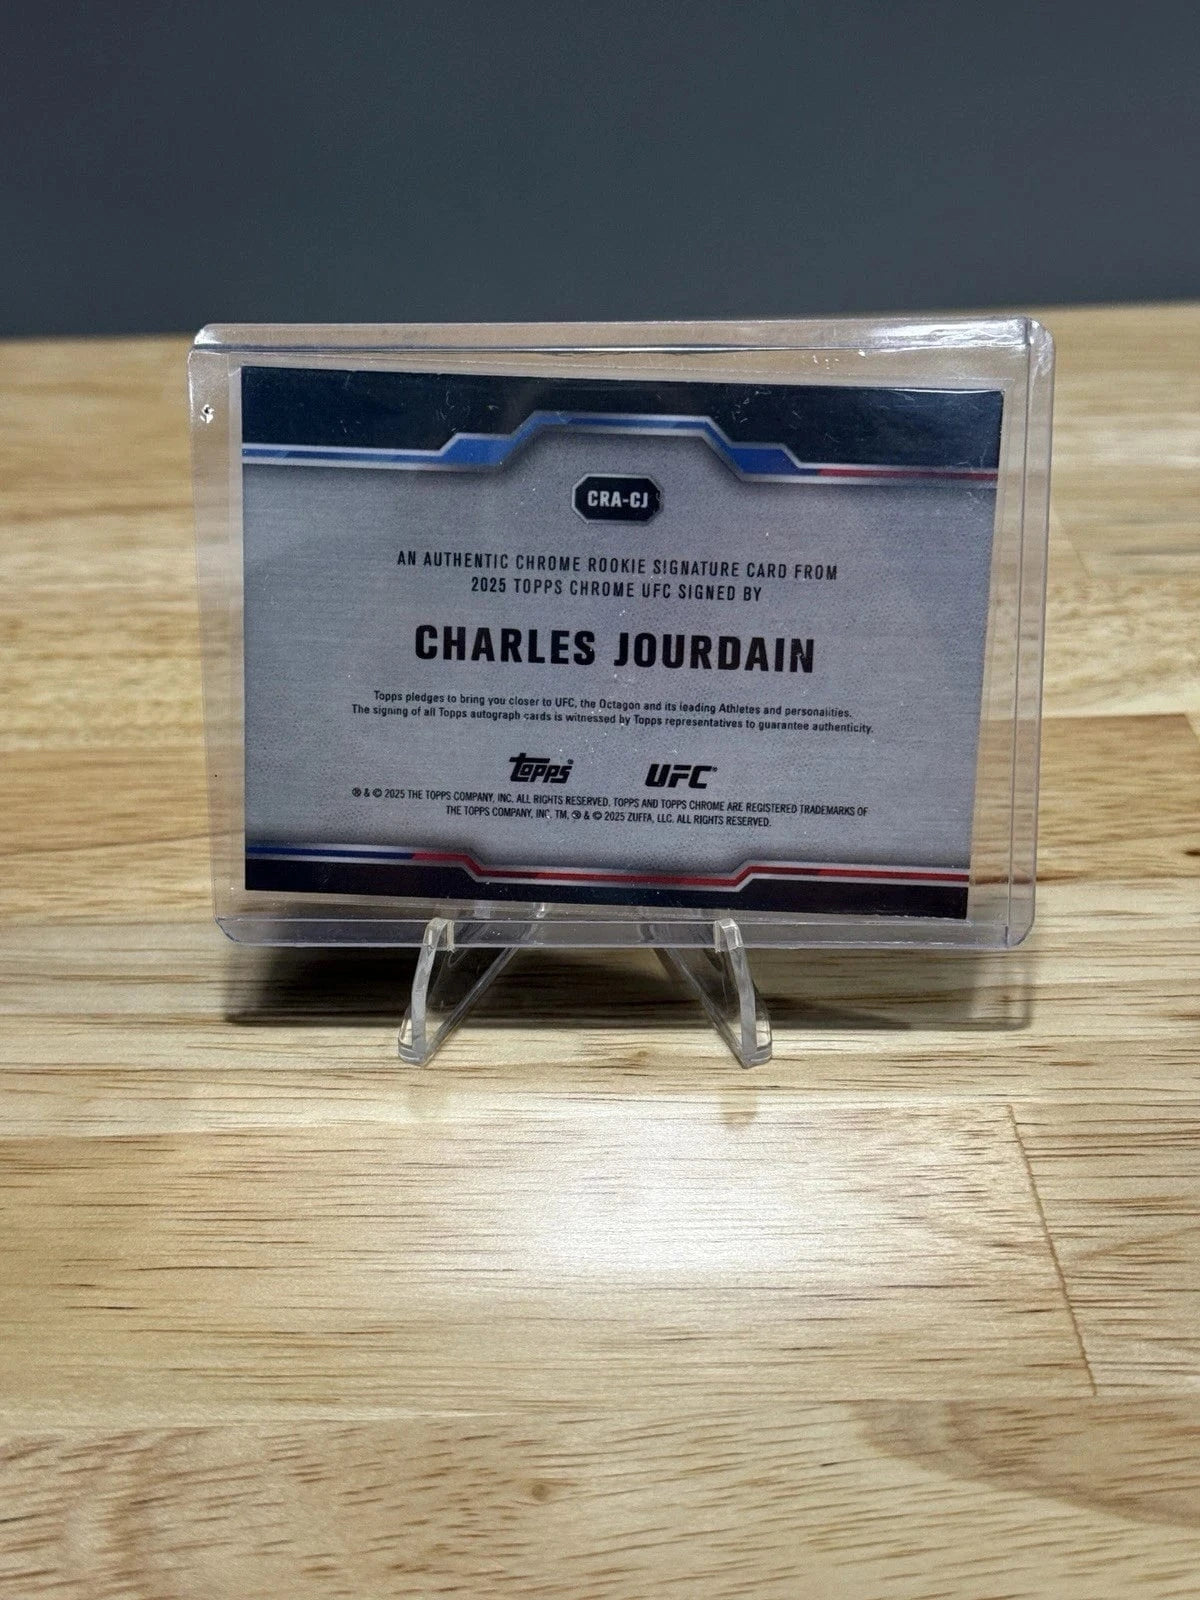 CRA-CJ
AN AUTHENTIC CHROME ROOKIE SIGNATURE CARD FROM
2025 TOPPS CHROME UFC SIGNED BY
CHARLES JOURDAIN
Topps pledges to bring you closer to UFC, the Octagon and its leading Athletes and personalities.
The signing of all Topps autograph cards is witnessed by Topps representatives to guarantee authenticity.
Topps® UFC®
® & © 2025 THE TOPPS COMPANY, INC. ALL RIGHTS RESERVED. TOPPS AND TOPPS CHROME ARE REGISTERED TRADEMARKS OF
THE TOPPS COMPANY, INC. TM, ® & © 2025 ZUFFA, LLC. ALL RIGHTS RESERVED.